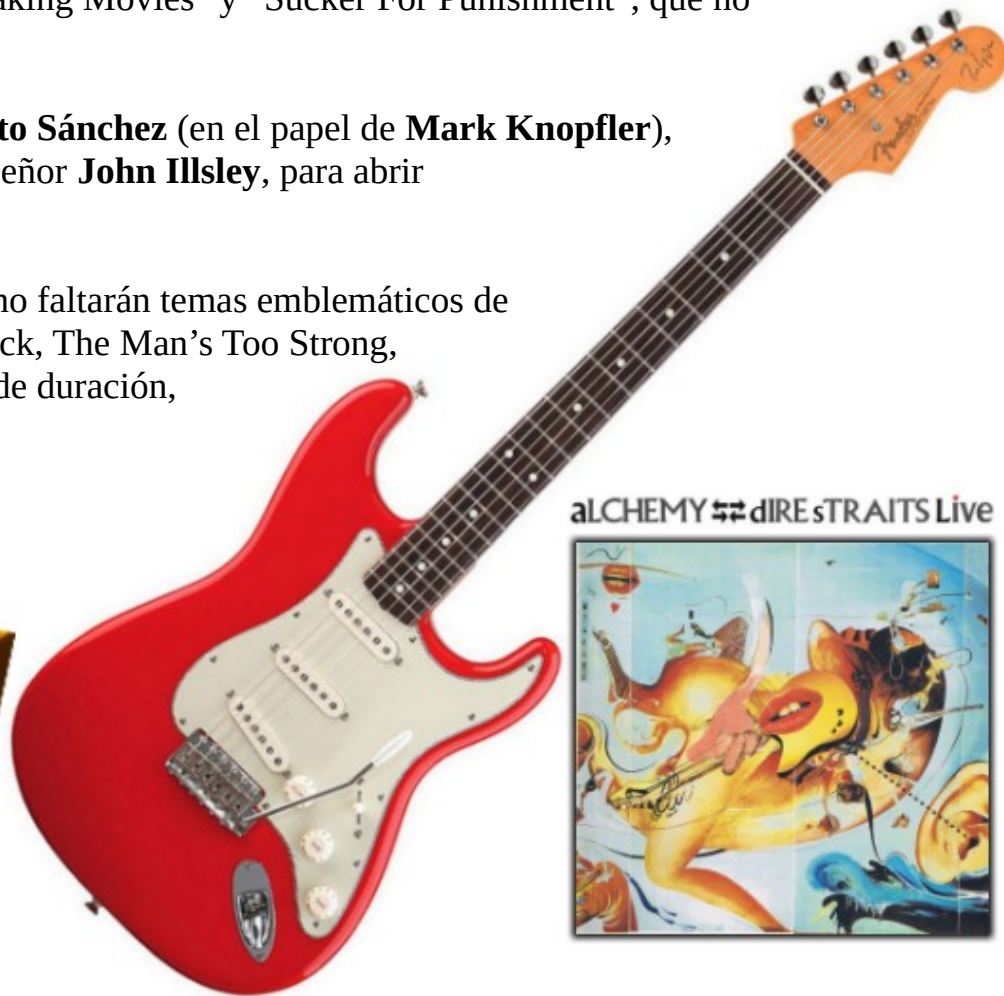 aking Movies” y “Sucker For Punishment”, que no
to Sánchez (en el papel de Mark Knopfler),
eñor John Illsley, para abrir
no faltarán temas emblemáticos de
ck, The Man’s Too Strong,
de duración,
Fender
aLCHEMY dIRE sTRAITS Live